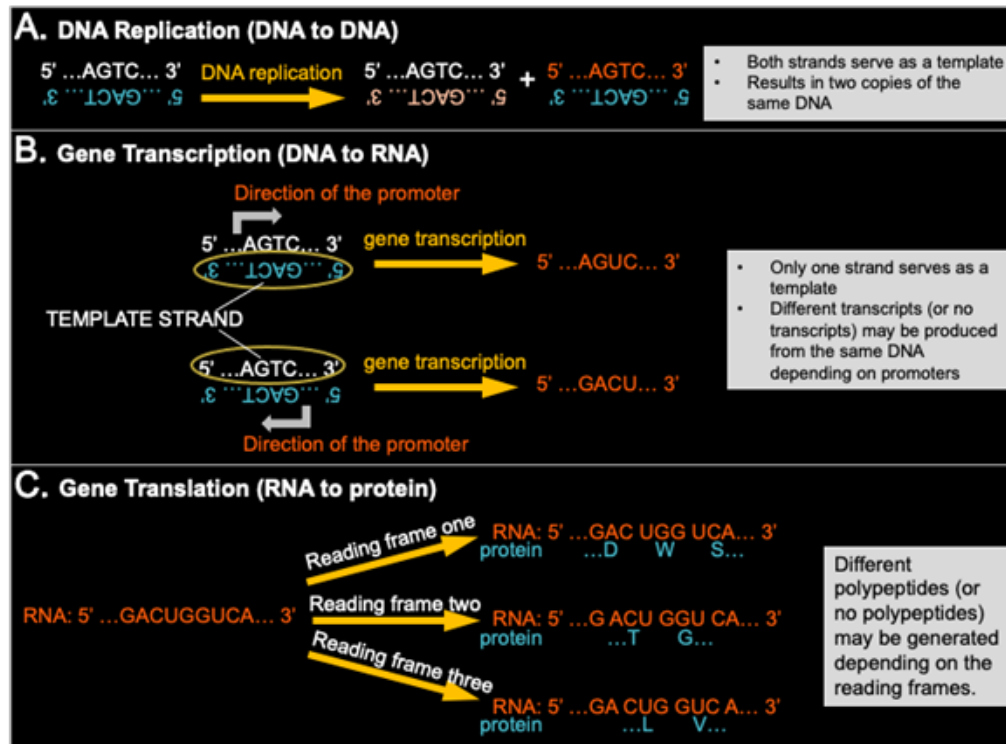 A. DNA Replication (DNA to DNA)
5’ ...AGTC... 3’ DNA replication 5’ ...AGTC... 3’ + 5’ ...AGTC... 3’
5’ ...GACT... 3’ 5’ ...GACT... 3’ 5’ ...GACT... 3’
• Both strands serve as a template
• Results in two copies of the
same DNA
B. Gene Transcription (DNA to RNA)
Direction of the promoter
5’ ...AGTC... 3’ gene transcription
5’ ...GACT... 3’ 5’ ...AGUC... 3’
TEMPLATE STRAND
5’ ...AGTC... 3’ gene transcription
5’ ...GACT... 3’ 5’ ...GACU... 3’
Direction of the promoter
• Only one strand serves as a
template
• Different transcripts (or no
transcripts) may be produced
from the same DNA
depending on promoters
C. Gene Translation (RNA to protein)
RNA: 5’ ...GACUGGUCA... 3’
Reading frame one
RNA: 5’ ...GAC UGG UCA... 3’
protein ...D W S...
Reading frame two
RNA: 5’ ...G ACU GGU CA... 3’
protein ...T G...
Reading frame three
RNA: 5’ ...GA CUG GUC A... 3’
protein ...L V...
Different
polypeptides (or
no polypeptides)
may be generated
depending on the
reading frames.